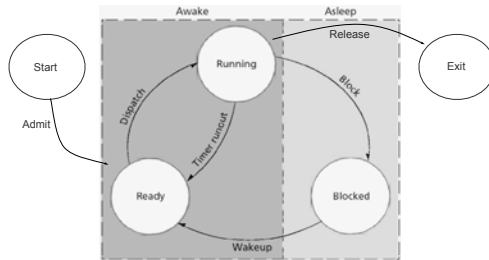 Awake
Asleep
Release
Start
Running
Exit
Block
Dispatch
Admit
Timer runout
Ready
Blocked
Wakeup